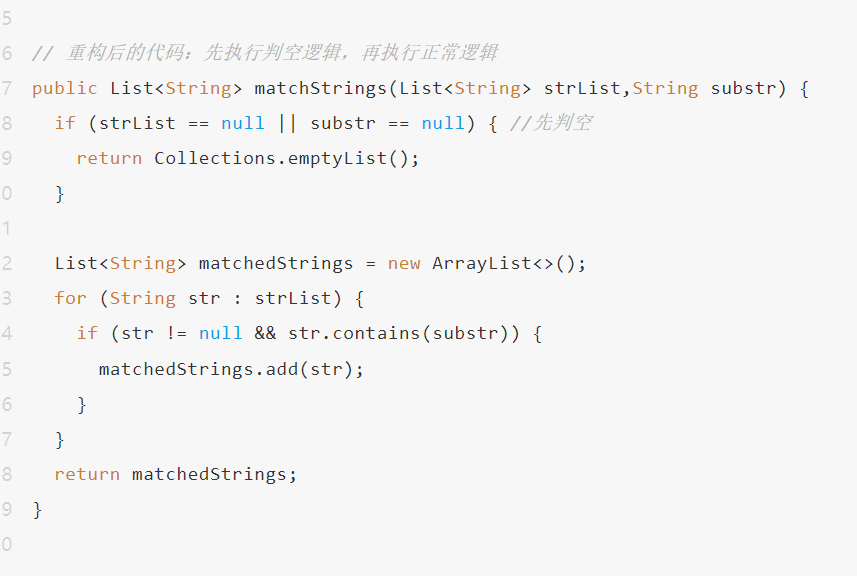 5
6 // 重构后的代码：先执行判空逻辑，再执行正常逻辑
7 public List<String> matchStrings(List<String> strList,String substr) {
8   if (strList == null || substr == null) { //先判空
9     return Collections.emptyList();
0   }
1
2   List<String> matchedStrings = new ArrayList<>();
3   for (String str : strList) {
4     if (str != null && str.contains(substr)) {
5       matchedStrings.add(str);
6     }
7   }
8   return matchedStrings;
9 }
0